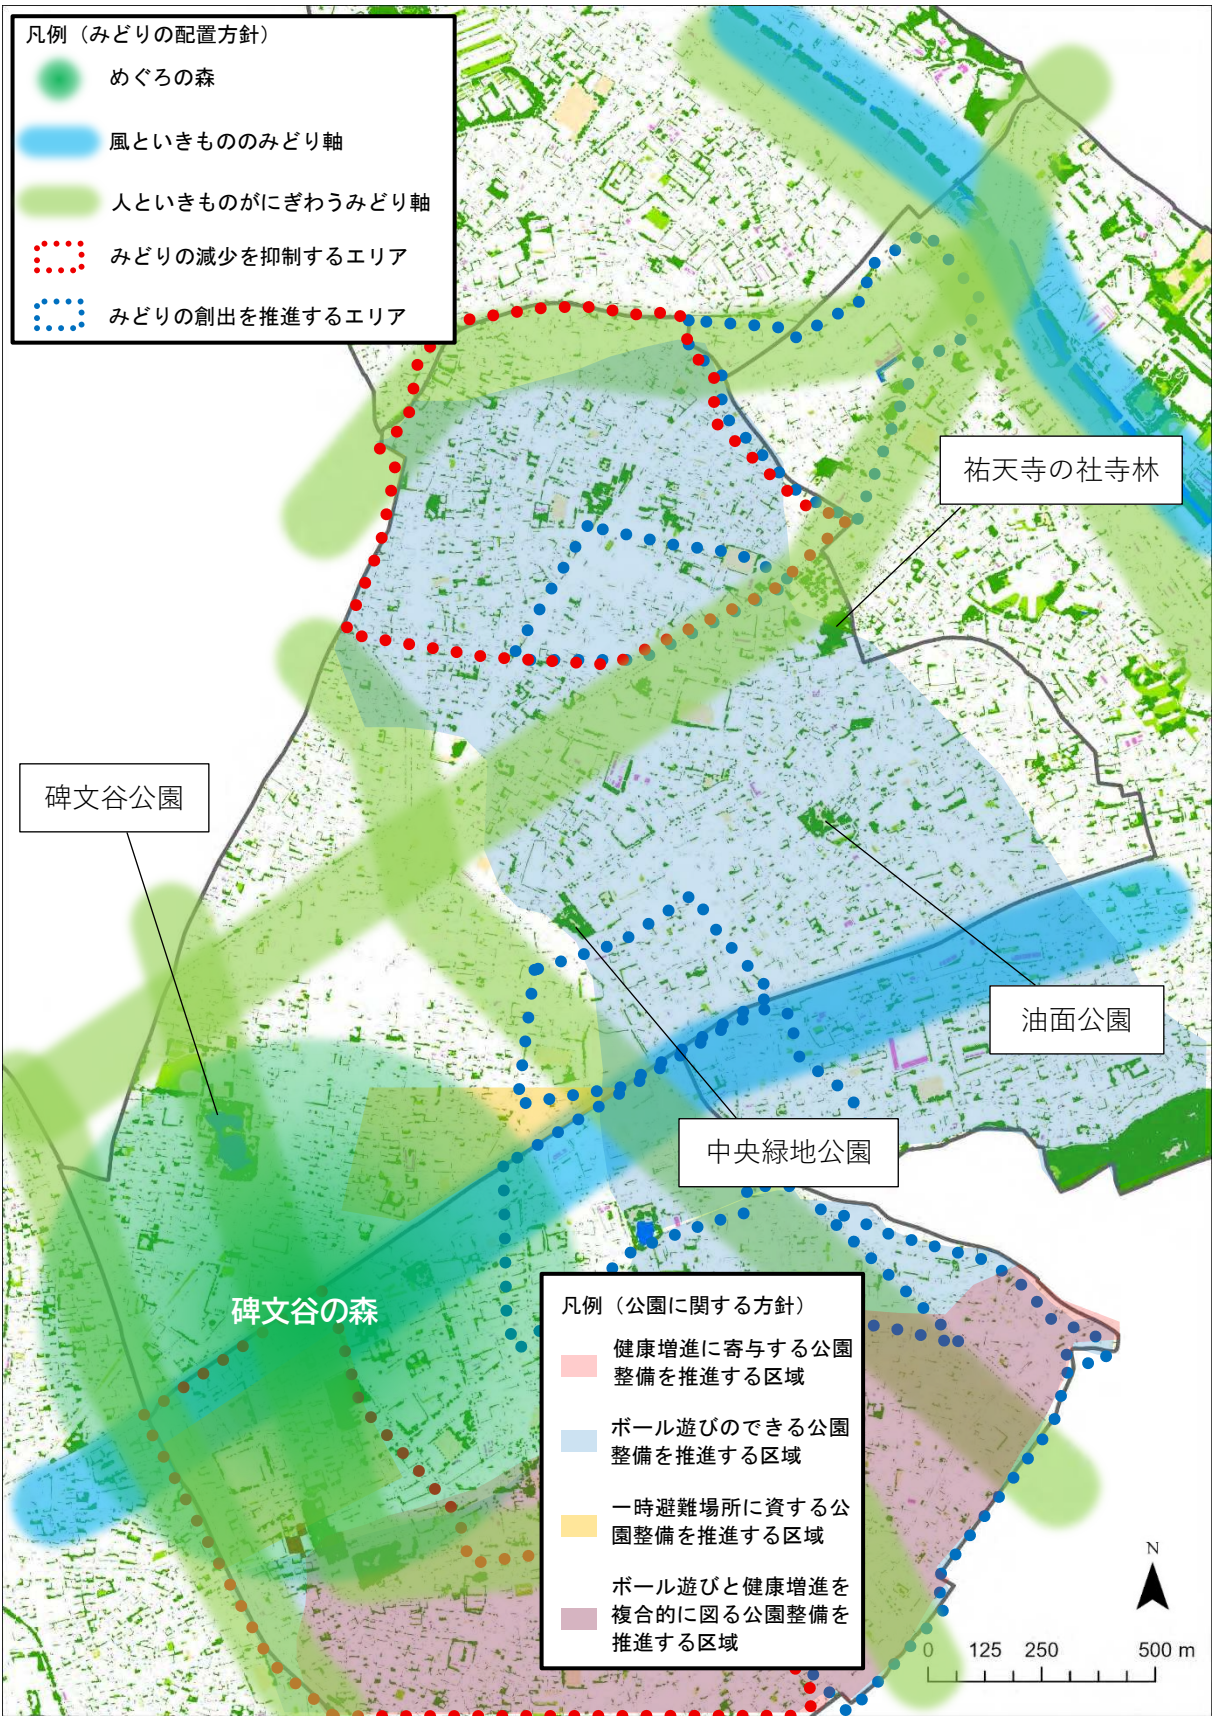 凡例（みどりの配置方針）
めぐろの森
風といきもののみどり軸
人といきものがにぎわうみどり軸
みどりの減少を抑制するエリア
みどりの創出を推進するエリア
祐天寺の社寺林
碑文谷公園
油面公園
中央緑地公園
碑文谷の森
凡例（公園に関する方針）
健康増進に寄与する公園
整備を推進する区域
ボール遊びのできる公園
整備を推進する区域
一時避難場所に資する公
園整備を推進する区域
ボール遊びと健康増進を
複合的に図る公園整備を
推進する区域
N
0 125 250 500 m